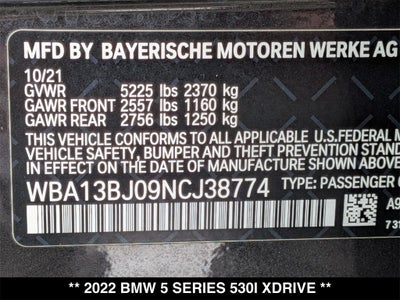 MFD BY BAYERISCHE MOTOREN WERKE AG
10/21
GVWR 5225 lbs 2370 kg
GAWR FRONT 2557 lbs 1160 kg
GAWR REAR 2756 lbs 1250 kg
THIS VEHICLE CONFORMS TO ALL APPLICABLE U.S. FEDERAL M
VEHICLE SAFETY, BUMPER, AND THEFT PREVENTION
IN EFFECT ON THE DATE OF MANUFACTURE SHOWN
WBA13BJ09NCJ38774 TYPE: PASSENGER
A9
731
** 2022 BMW 5 SERIES 530I XDRIVE **